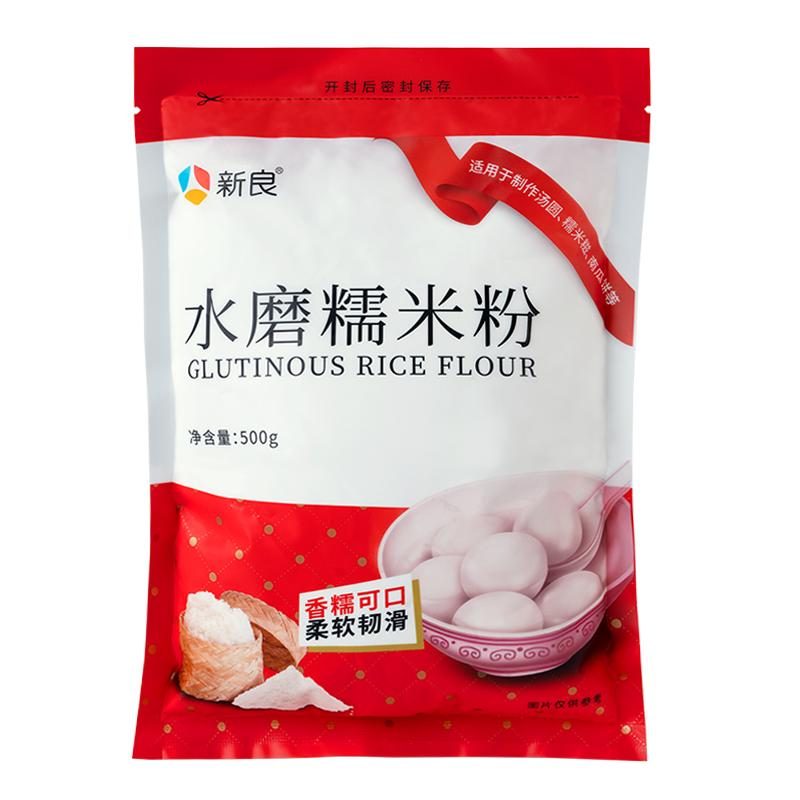 开封后密封保存
新良®
适用于制作汤圆、糯米糍、南瓜饼等
水磨糯米粉
GLUTINOUS RICE FLOUR
净含量:500g
香糯可口
柔软韧滑
图片仅供参考